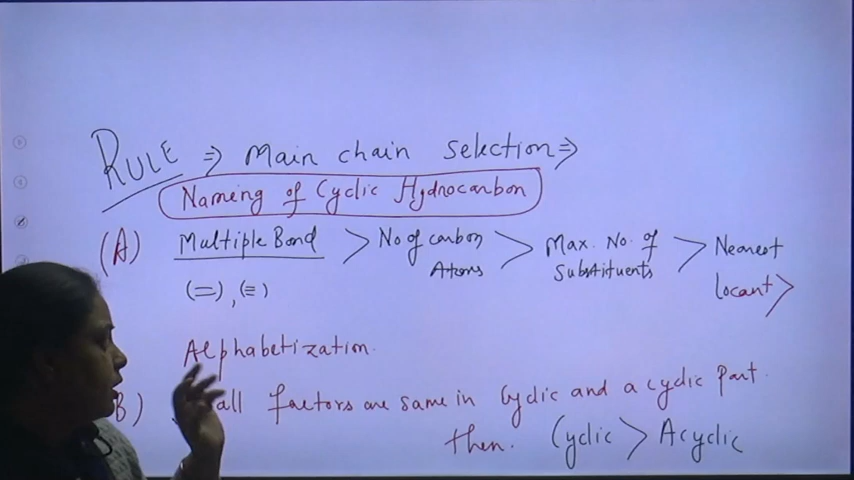 RULE ⇒ Main chain selection ⇒
Naming of Cyclic Hydrocarbon
(A) Multiple Bond > No of carbon Atoms > Max. No. of Substituents > Nearest locant >
(=), (≡)
Alphabetization.
B) all factors are same in Cyclic and acyclic part.
then. Cyclic > Acyclic